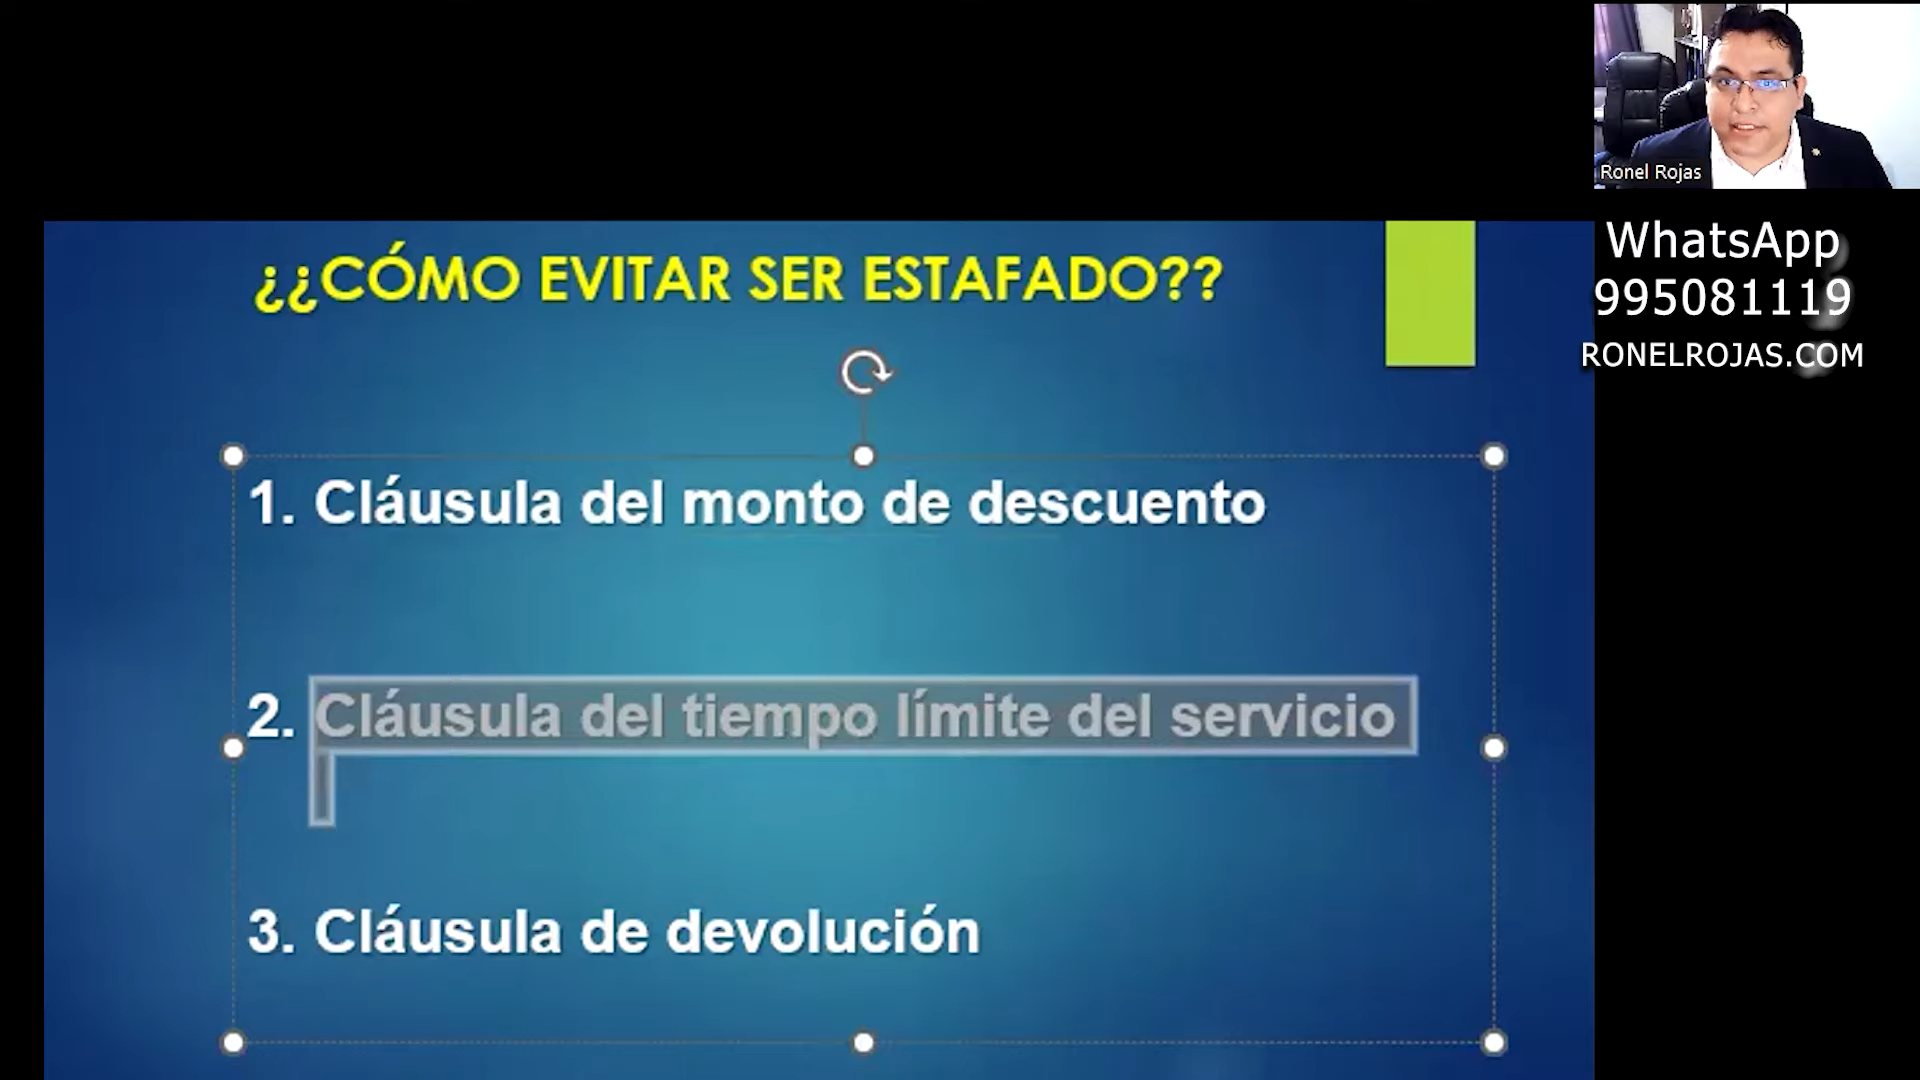 Ronel Rojas
WhatsApp
995081119
RONELROJAS.COM
¿¿CÓMO EVITAR SER ESTAFADO??
1. Cláusula del monto de descuento
2. Cláusula del tiempo límite del servicio
3. Cláusula de devolución